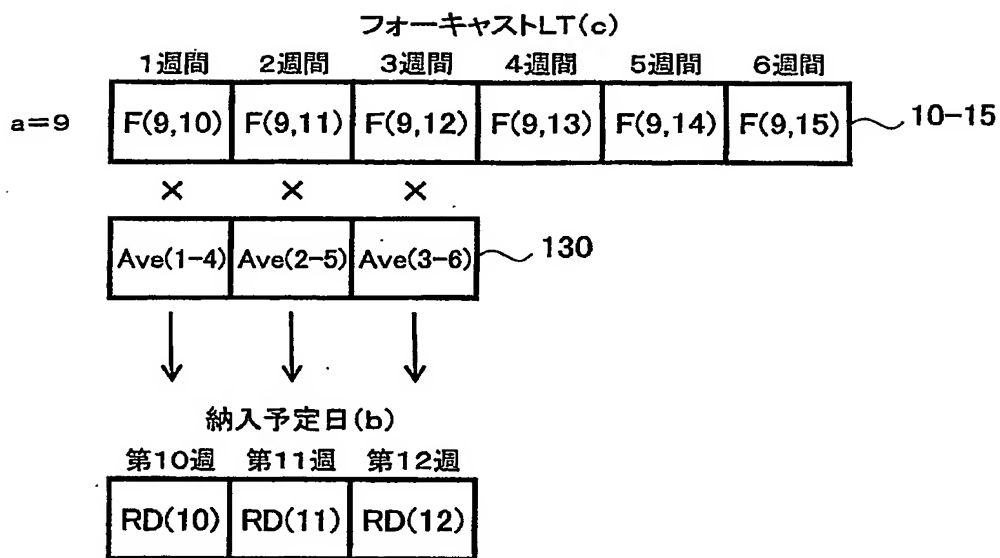 フォーキャストLT(c)
1週間 2週間 3週間 4週間 5週間 6週間
a=9 F(9,10) F(9,11) F(9,12) F(9,13) F(9,14) F(9,15) 10-15
× × ×
Ave(1-4) Ave(2-5) Ave(3-6) 130
納入予定日(b)
第10週 第11週 第12週
RD(10) RD(11) RD(12)